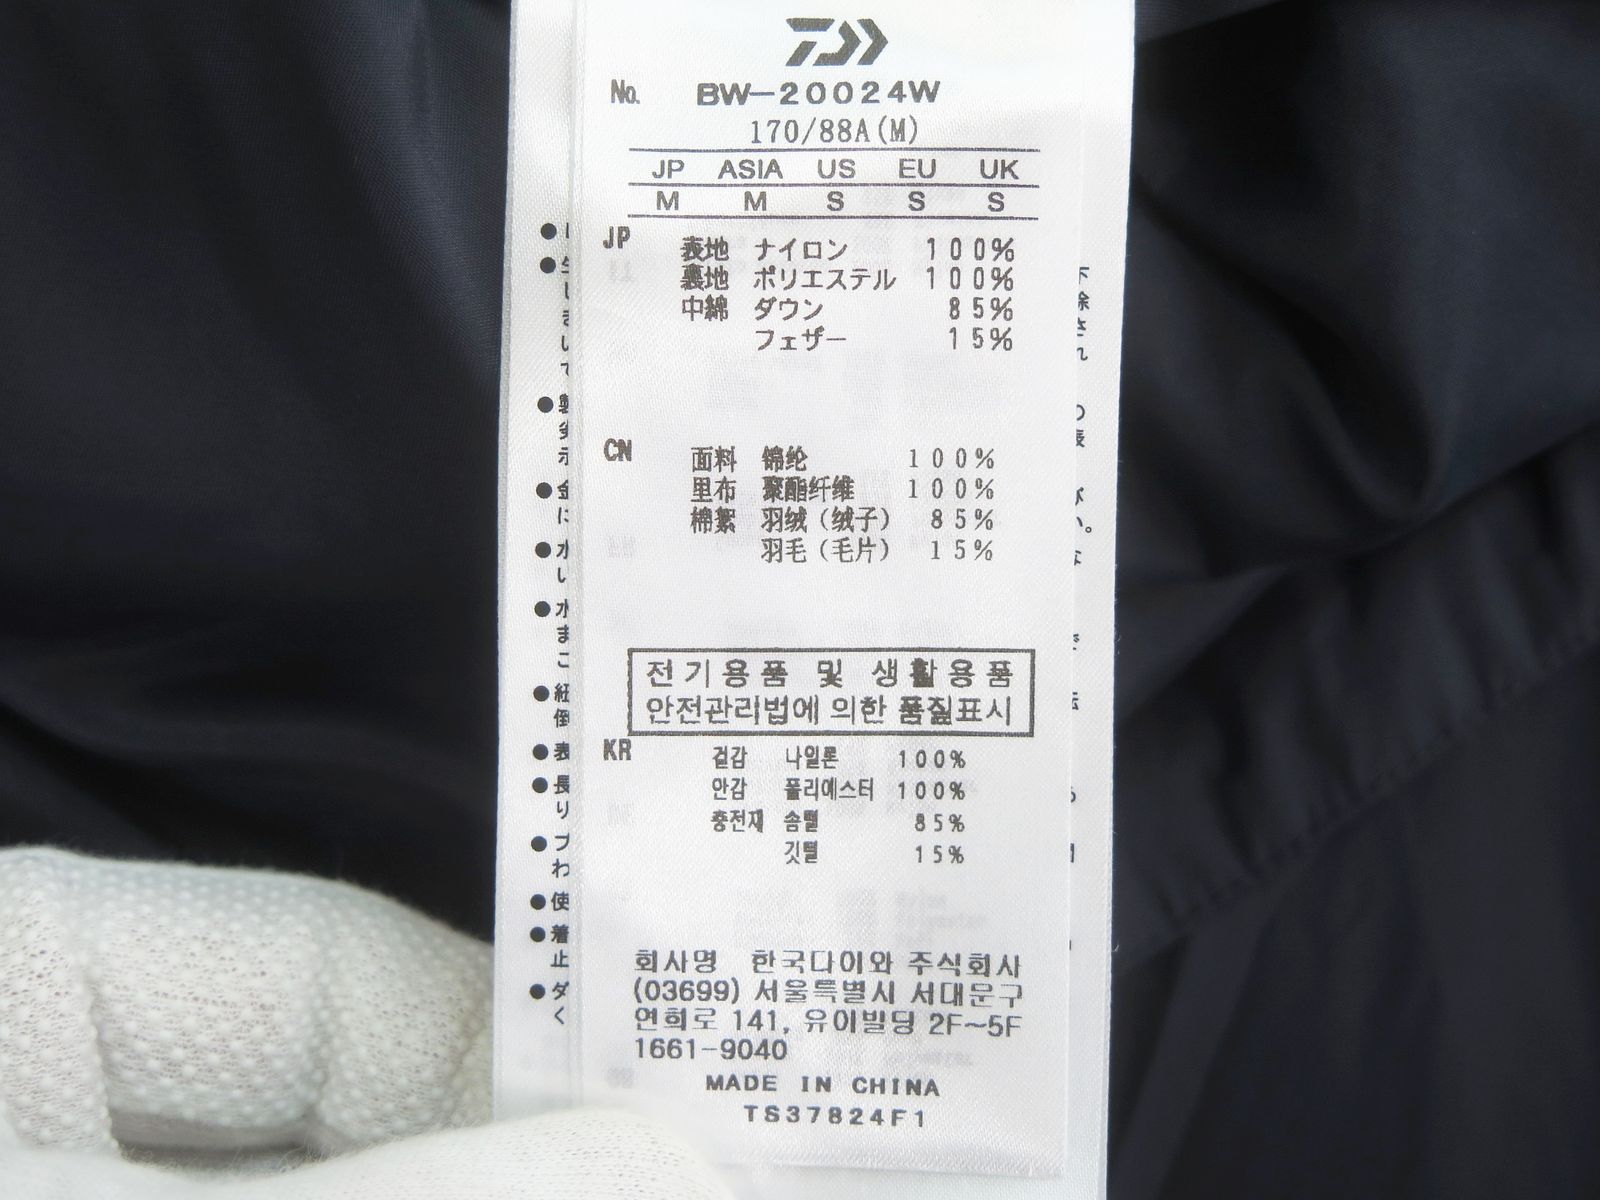 No. BW-20024W
170/88A(M)
JP ASIA US EU UK
M M S S S
JP 表地 ナイロン 100%
裏地 ポリエステル 100%
中綿 ダウン 85%
フェザー 15%
CN 面料 锦纶 100%
里布 聚酯纤维 100%
棉絮 羽绒（绒子） 85%
羽毛（毛片） 15%
전기용품 및 생활용품
안전관리법에 의한 품질표시
KR 겉감 나일론 100%
안감 폴리에스터 100%
충전재 솜털 85%
깃털 15%
회사명 한국다이와 주식회사
(03699) 서울특별시 서대문구
연희로 141, 유이빌딩 2F~5F
1661-9040
MADE IN CHINA
TS37824F1